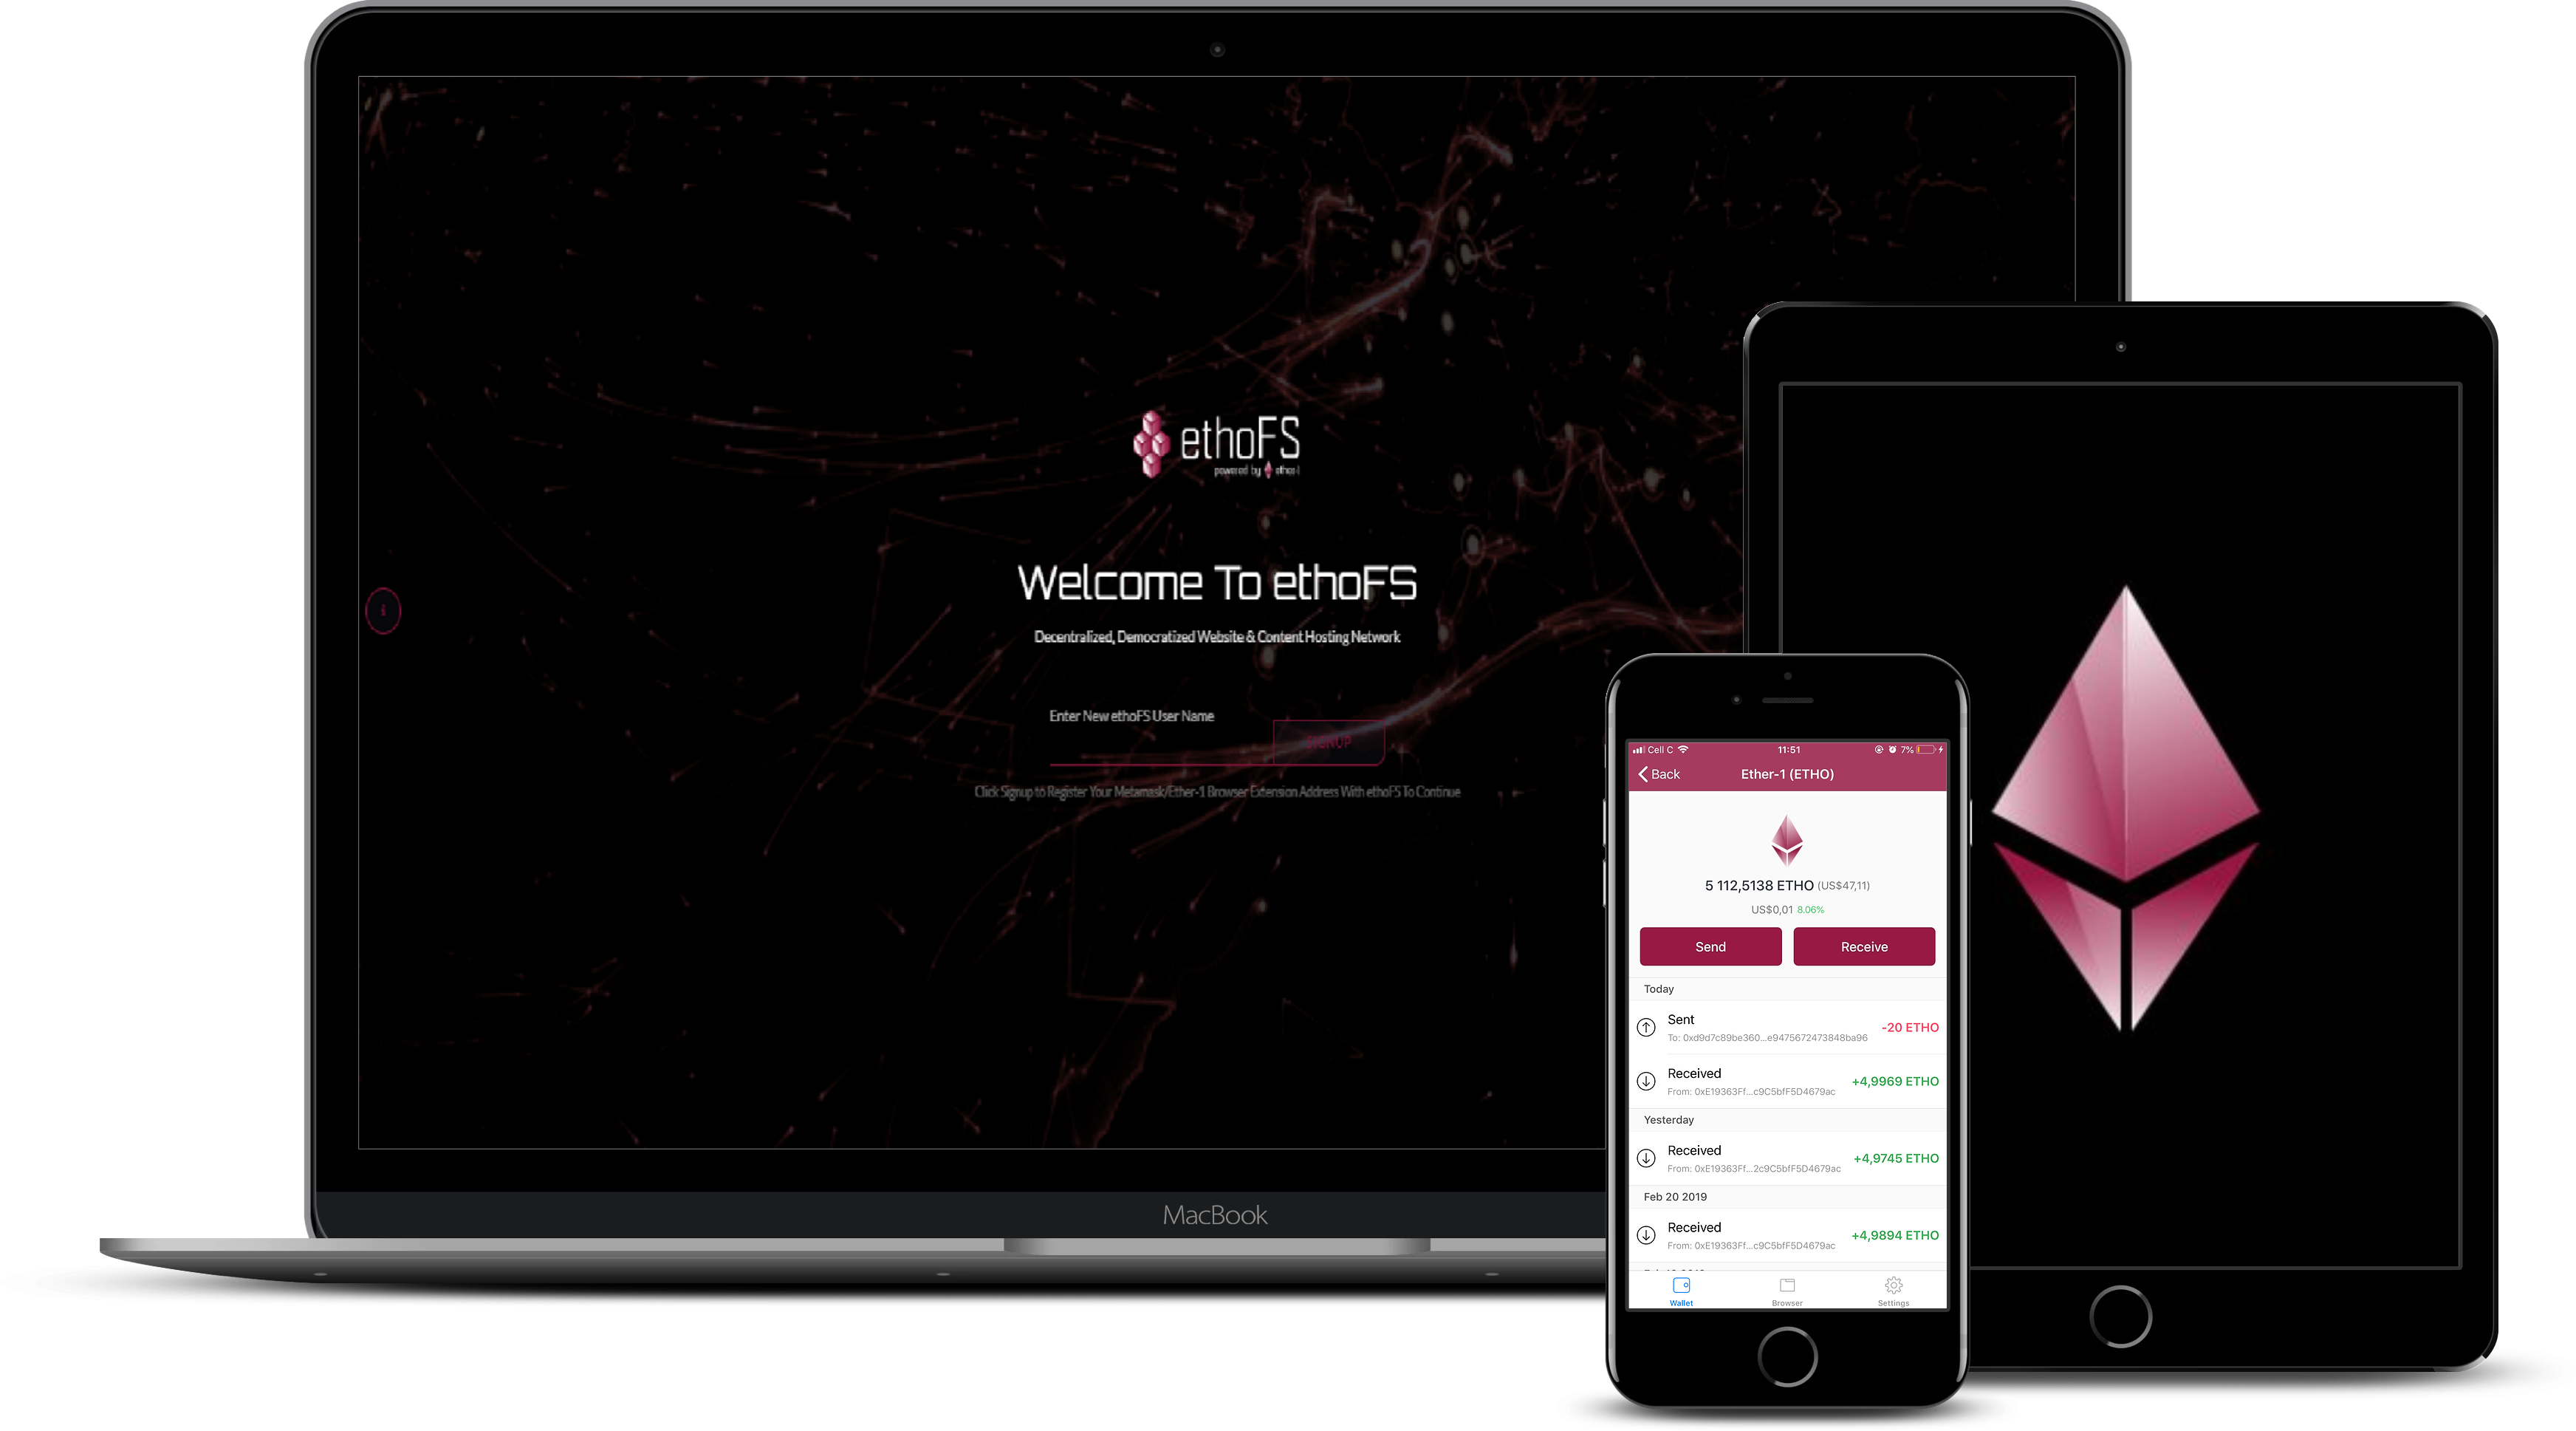 ethoFS
powered by ether-1
Welcome To ethoFS
Decentralized, Democratized Website & Content Hosting Network
Enter New ethoFS User Name
SIGNUP
Click Signup to Register Your Metamask/Ether-1 Browser Extension Address With ethoFS To Continue
i
MacBook
Cell C 11:51 7%
Back Ether-1 (ETHO)
5 112,5138 ETHO (US$47,11)
US$0,01 8.06%
Send Receive
Today
Sent
-20 ETHO
To: 0xd9d7c89be360...e9475672473848ba96
Received
+4,9969 ETHO
From: 0xE19363Ff...c9C5bfF5D4679ac
Yesterday
Received
+4,9745 ETHO
From: 0xE19363Ff...2c9C5bfF5D4679ac
Feb 20 2019
Received
+4,9894 ETHO
From: 0xE19363Ff...c9C5bfF5D4679ac
Wallet Browser Settings